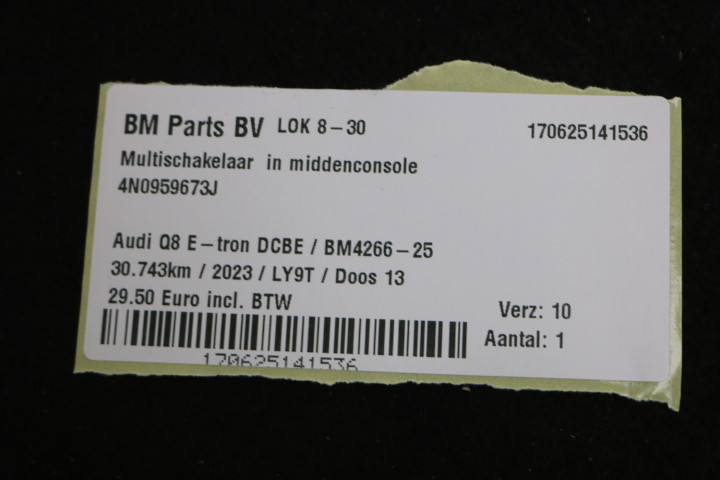 BM Parts BV LOK 8-30 170625141536
Multischakelaar in middenconsole
4N0959673J
Audi Q8 E-tron DCBE / BM4266-25
30.743km / 2023 / LY9T / Doos 13
29.50 Euro incl. BTW
Verz: 10
Aantal: 1
170625141536